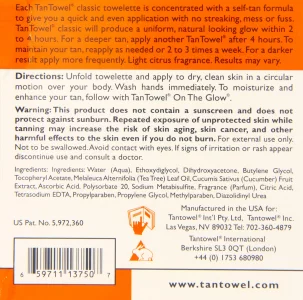 Each TanTowel® classic towelette is concentrated with a self-tan formula
to give you a quick and even application with no streaking, mess or fuss.
TanTowel® classic will produce a uniform, natural looking glow within 2
to 4 hours. For a deeper tan, apply another TanTowel® after 4 hours. To
maintain your tan, reapply as needed or 2 to 3 times a week. For a darker
result apply more frequently. Light citrus fragrance. Results may vary.
Directions: Unfold towelette and apply to dry, clean skin in a circular
motion over your body. Wash hands immediately. To moisturize and
enhance your tan, follow with TanTowel® On The Glow®.
Warning: This product does not contain a sunscreen and does not
protect against sunburn. Repeated exposure of unprotected skin while
tanning may increase the risk of skin aging, skin cancer, and other
harmful effects to the skin even if you do not burn. For external use only.
Not to be swallowed. Avoid contact with eyes. If signs of irritation or rash appear
discontinue use and consult a doctor.
Ingredients: Ingredients: Water (Aqua), Ethoxydiglycol, Dihydroxyacetone, Butylene Glycol,
Tocopheryl Acetate, Melaleuca Alternifolia (Tea Tree) Leaf Oil, Cucumis Sativus (Cucumber) Fruit
Extract, Ascorbic Acid, Polysorbate 20, Sodium Metabisulfite, Fragrance (Parfum), Citric Acid,
Tetrasodium EDTA, Propylparaben, Propylene Glycol, Methylparaben, Diazolidinyl Urea
US Pat. No. 5,972,360
Manufactured in the USA for:
Tantowel® Int'l Pty Ltd, Tantowel® Inc.
Las Vegas, NV 89032 Tel: 702-360-4879
Tantowel® International
Berkshire SL3 0QT (London)
+44 (0) 1753 680980
6 59711 13750 7
www.tantowel.com